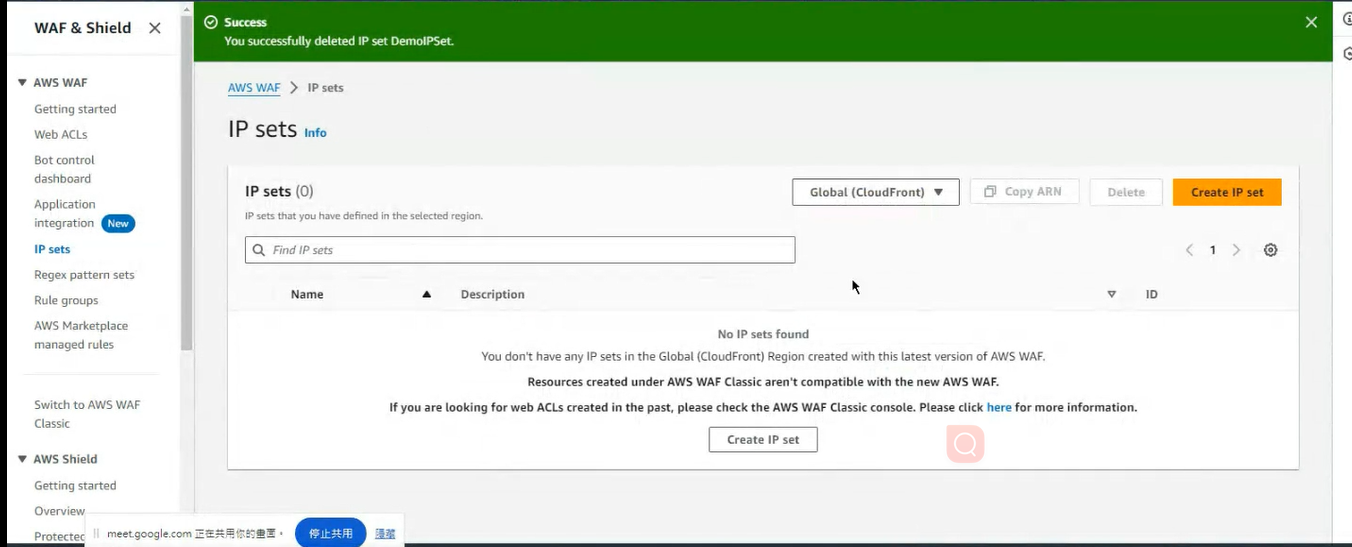 WAF & Shield
AWS WAF
Getting started
Web ACLs
Bot control
dashboard
Application
integration New
IP sets
Regex pattern sets
Rule groups
AWS Marketplace
managed rules
Switch to AWS WAF
Classic
AWS Shield
Getting started
Overview
Protected
Success
You successfully deleted IP set DemoIPSet.
AWS WAF > IP sets
IP sets Info
IP sets (0)
Global (CloudFront)
Copy ARN
Delete
Create IP set
IP sets that you have defined in the selected region.
Find IP sets
1
Name
Description
ID
No IP sets found
You don't have any IP sets in the Global (CloudFront) Region created with this latest version of AWS WAF.
Resources created under AWS WAF Classic aren't compatible with the new AWS WAF.
If you are looking for web ACLs created in the past, please check the AWS WAF Classic console. Please click here for more information.
Create IP set
meet.google.com 正在共用你的畫面。
停止共用
隱藏